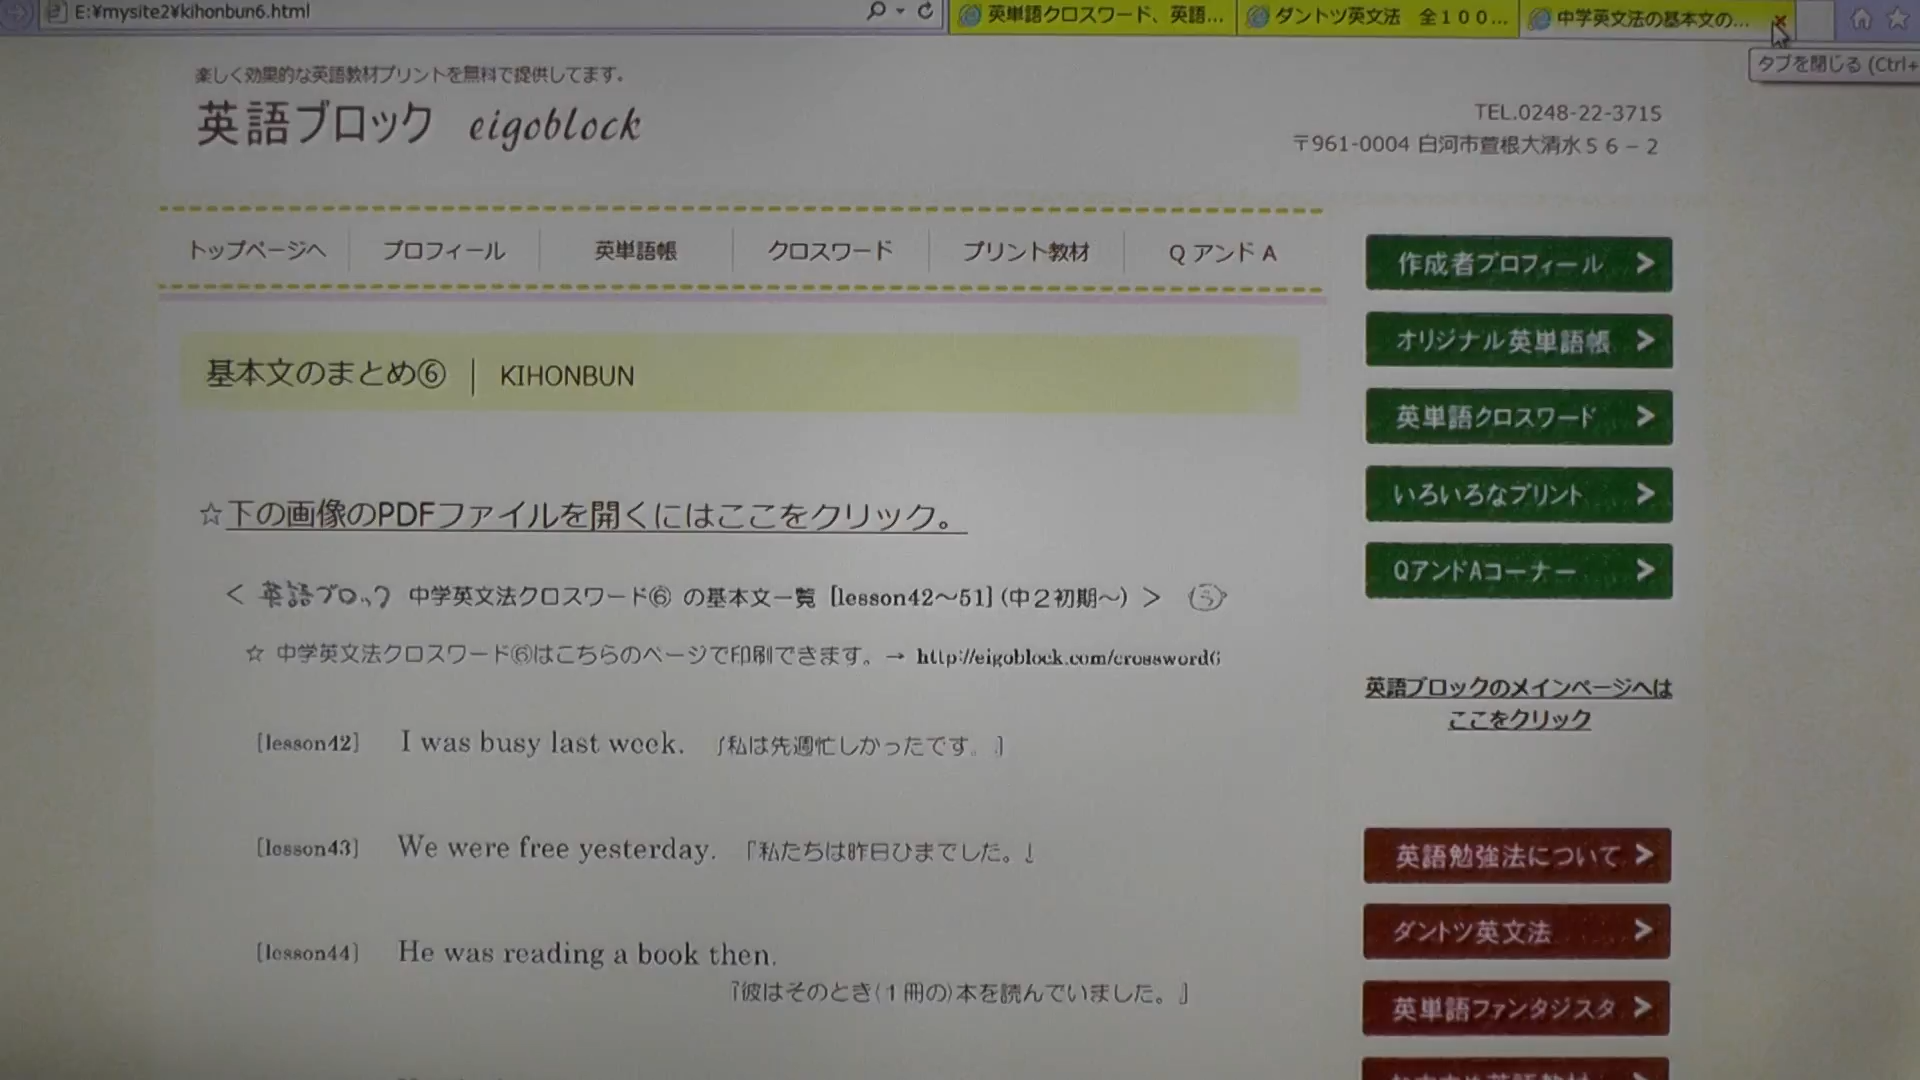 E:¥mysite2¥kihonbun6.html
英単語クロスワード、英語...
ダントツ英文法　全１００...
中学英文法の基本文の...
タブを閉じる (Ctrl+
楽しく効果的な英語教材プリントを無料で提供してます。
英語ブロック eigoblock
TEL.0248-22-3715
〒961-0004 白河市萱根大清水５６－２
トップページへ
プロフィール
英単語帳
クロスワード
プリント教材
Q アンド A
基本文のまとめ⑥ | KIHONBUN
☆下の画像のPDFファイルを開くにはここをクリック。
＜ 英語ブロック 中学英文法クロスワード⑥ の基本文一覧 [lesson42～51] (中２初期～) ＞
☆ 中学英文法クロスワード⑥はこちらのページで印刷できます。→ http://eigoblock.com/crossword6
[lesson42] I was busy last week. 『私は先週忙しかったです。』
[lesson43] We were free yesterday. 『私たちは昨日ひまでした。』
[lesson44] He was reading a book then.
『彼はそのとき(１冊の)本を読んでいました。』
作成者プロフィール
オリジナル英単語帳
英単語クロスワード
いろいろなプリント
QアンドAコーナー
英語ブロックのメインページへは
ここをクリック
英語勉強法について
ダントツ英文法
英単語ファンタジスタ